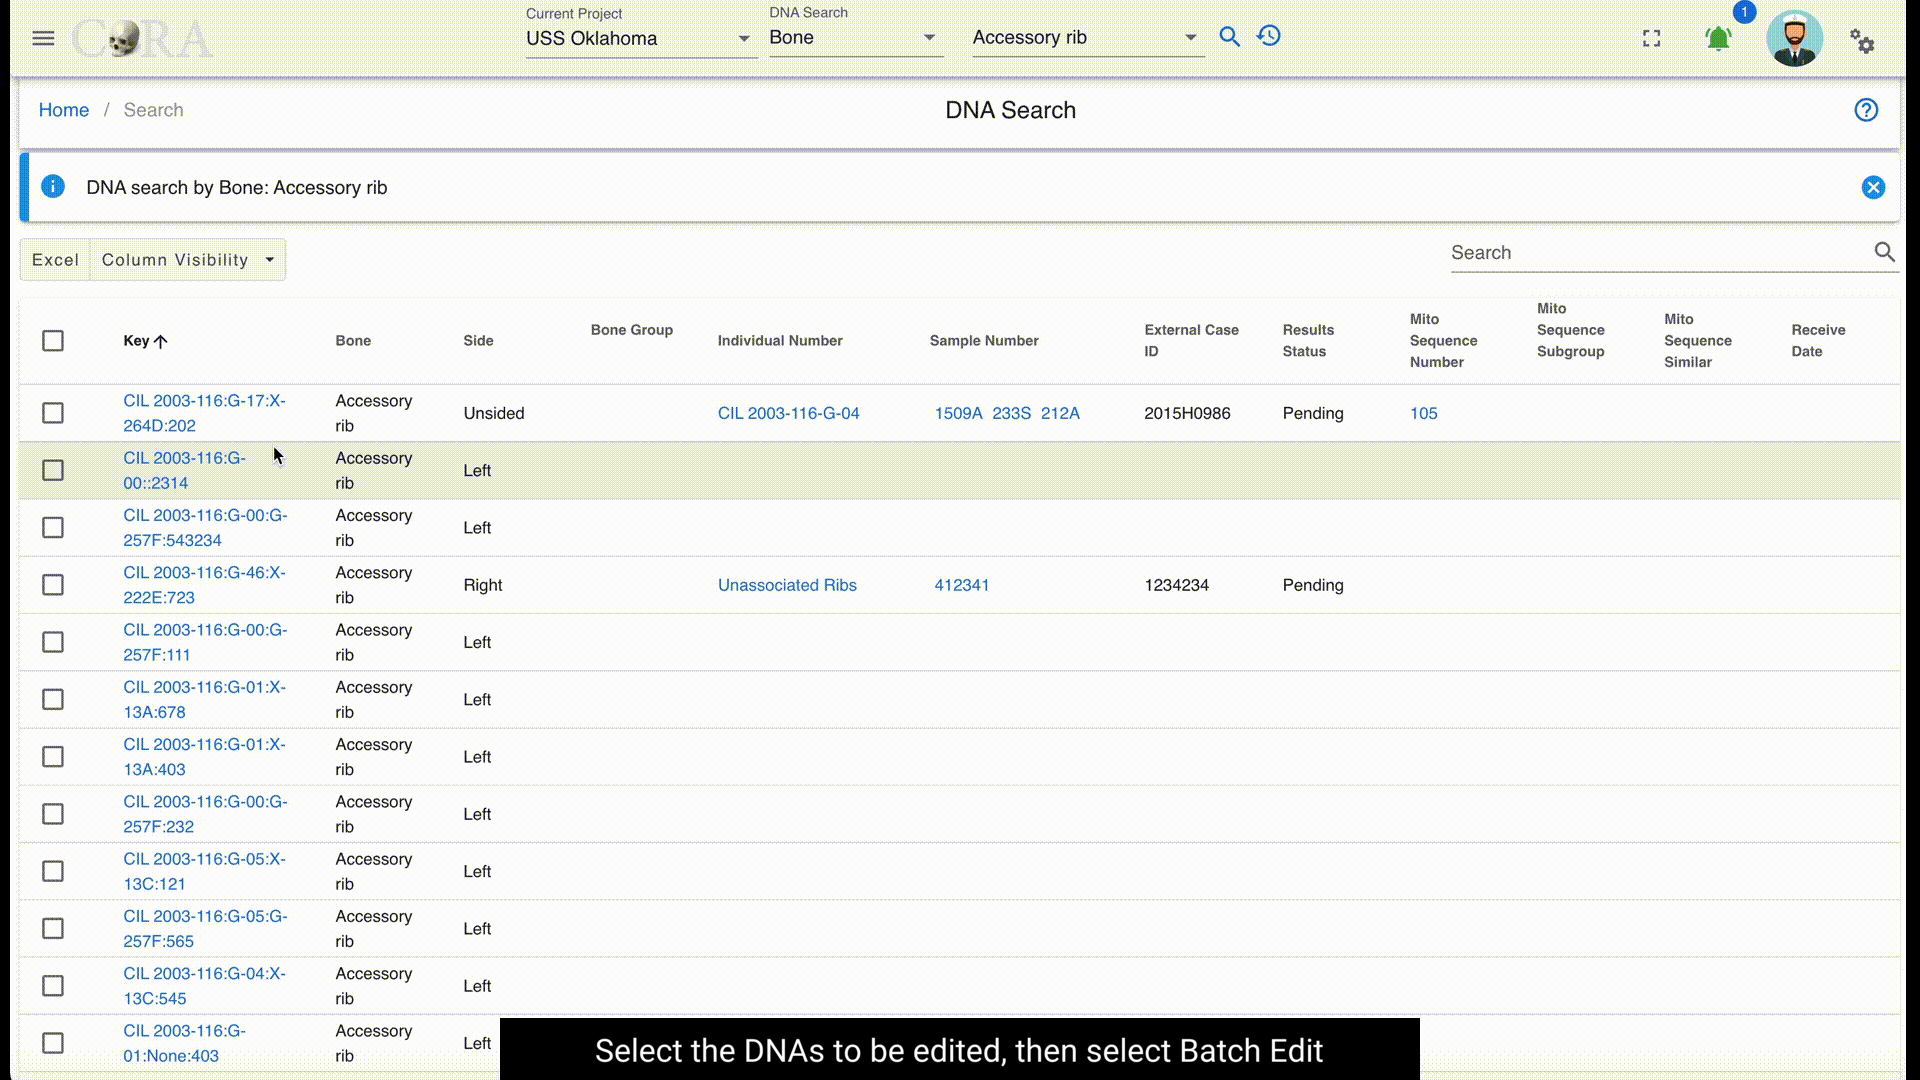 CORA
Current Project
USS Oklahoma
DNA Search
Bone
Accessory rib
1
Home / Search
DNA Search
DNA search by Bone: Accessory rib
Excel
Column Visibility
Search
Key
Bone
Side
Bone Group
Individual Number
Sample Number
External Case
ID
Results
Status
Mito
Sequence
Number
Mito
Sequence
Subgroup
Mito
Sequence
Similar
Receive
Date
CIL 2003-116:G-17:X-
264D:202
Accessory
rib
Unsided
CIL 2003-116-G-04
1509A 233S 212A
2015H0986
Pending
105
CIL 2003-116:G-
00::2314
Accessory
rib
Left
CIL 2003-116:G-00:G-
257F:543234
Accessory
rib
Left
CIL 2003-116:G-46:X-
222E:723
Accessory
rib
Right
Unassociated Ribs
412341
1234234
Pending
CIL 2003-116:G-00:G-
257F:111
Accessory
rib
Left
CIL 2003-116:G-01:X-
13A:678
Accessory
rib
Left
CIL 2003-116:G-01:X-
13A:403
Accessory
rib
Left
CIL 2003-116:G-00:G-
257F:232
Accessory
rib
Left
CIL 2003-116:G-05:X-
13C:121
Accessory
rib
Left
CIL 2003-116:G-05:G-
257F:565
Accessory
rib
Left
CIL 2003-116:G-04:X-
13C:545
Accessory
rib
Left
CIL 2003-116:G-
01:None:403
Accessory
rib
Left
Select the DNAs to be edited, then select Batch Edit